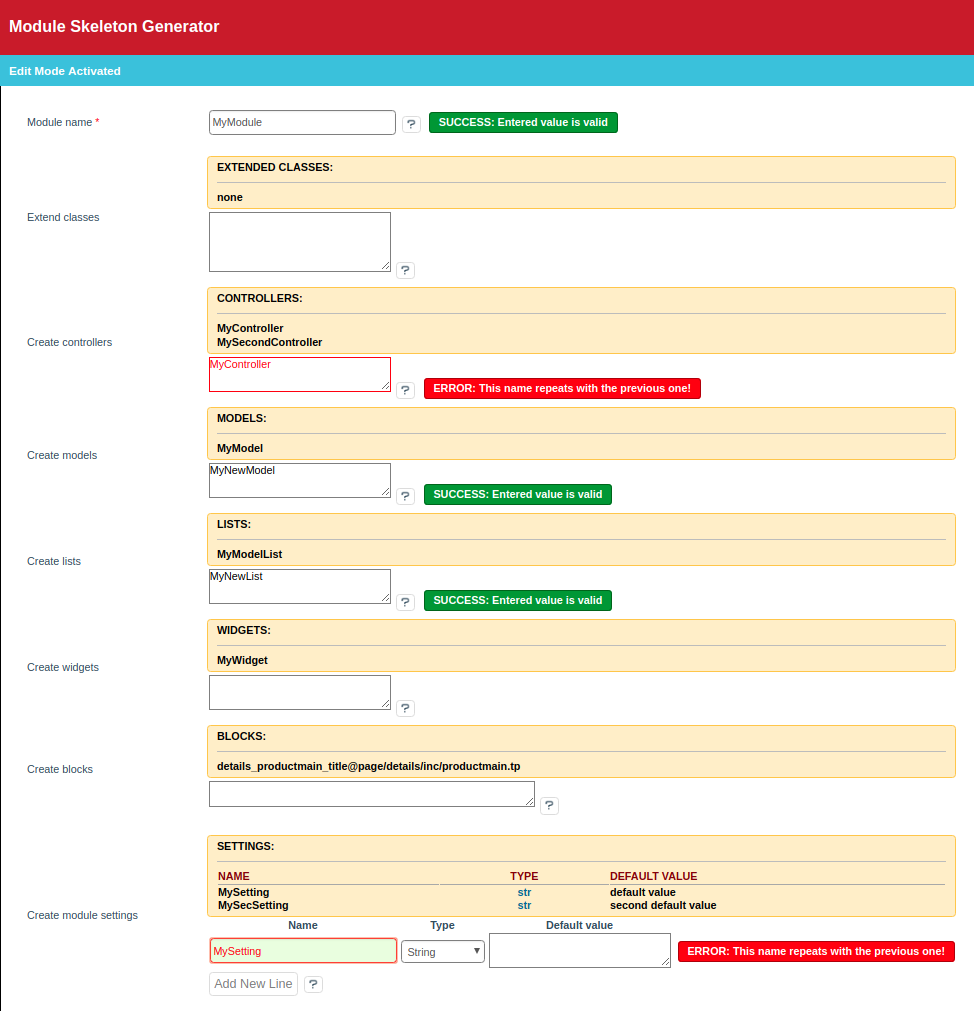 Module Skeleton Generator
Edit Mode Activated
Module name * MyModule ? SUCCESS: Entered value is valid
EXTENDED CLASSES:
none
Extend classes
?
CONTROLLERS:
MyController
MySecondController
Create controllers
MyController
? ERROR: This name repeats with the previous one!
MODELS:
MyModel
Create models
MyNewModel
? SUCCESS: Entered value is valid
LISTS:
MyModelList
Create lists
MyNewList
? SUCCESS: Entered value is valid
WIDGETS:
MyWidget
Create widgets
?
BLOCKS:
details_productmain_title@page/details/inc/productmain.tp
Create blocks
?
SETTINGS:
NAME TYPE DEFAULT VALUE
MySetting str default value
MySecSetting str second default value
Create module settings
Name Type Default value
MySetting String ERROR: This name repeats with the previous one!
Add New Line ?